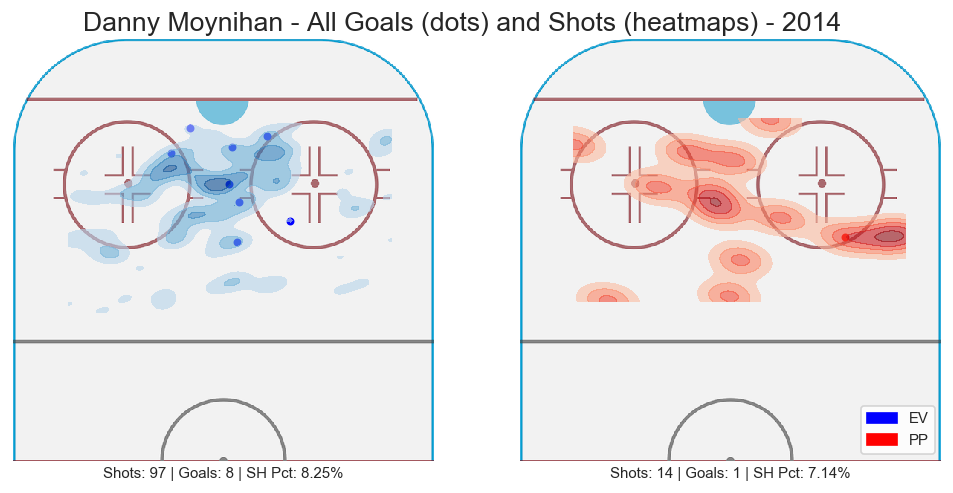 Danny Moynihan - All Goals (dots) and Shots (heatmaps) - 2014
EV
PP
Shots: 97 | Goals: 8 | SH Pct: 8.25%
Shots: 14 | Goals: 1 | SH Pct: 7.14%